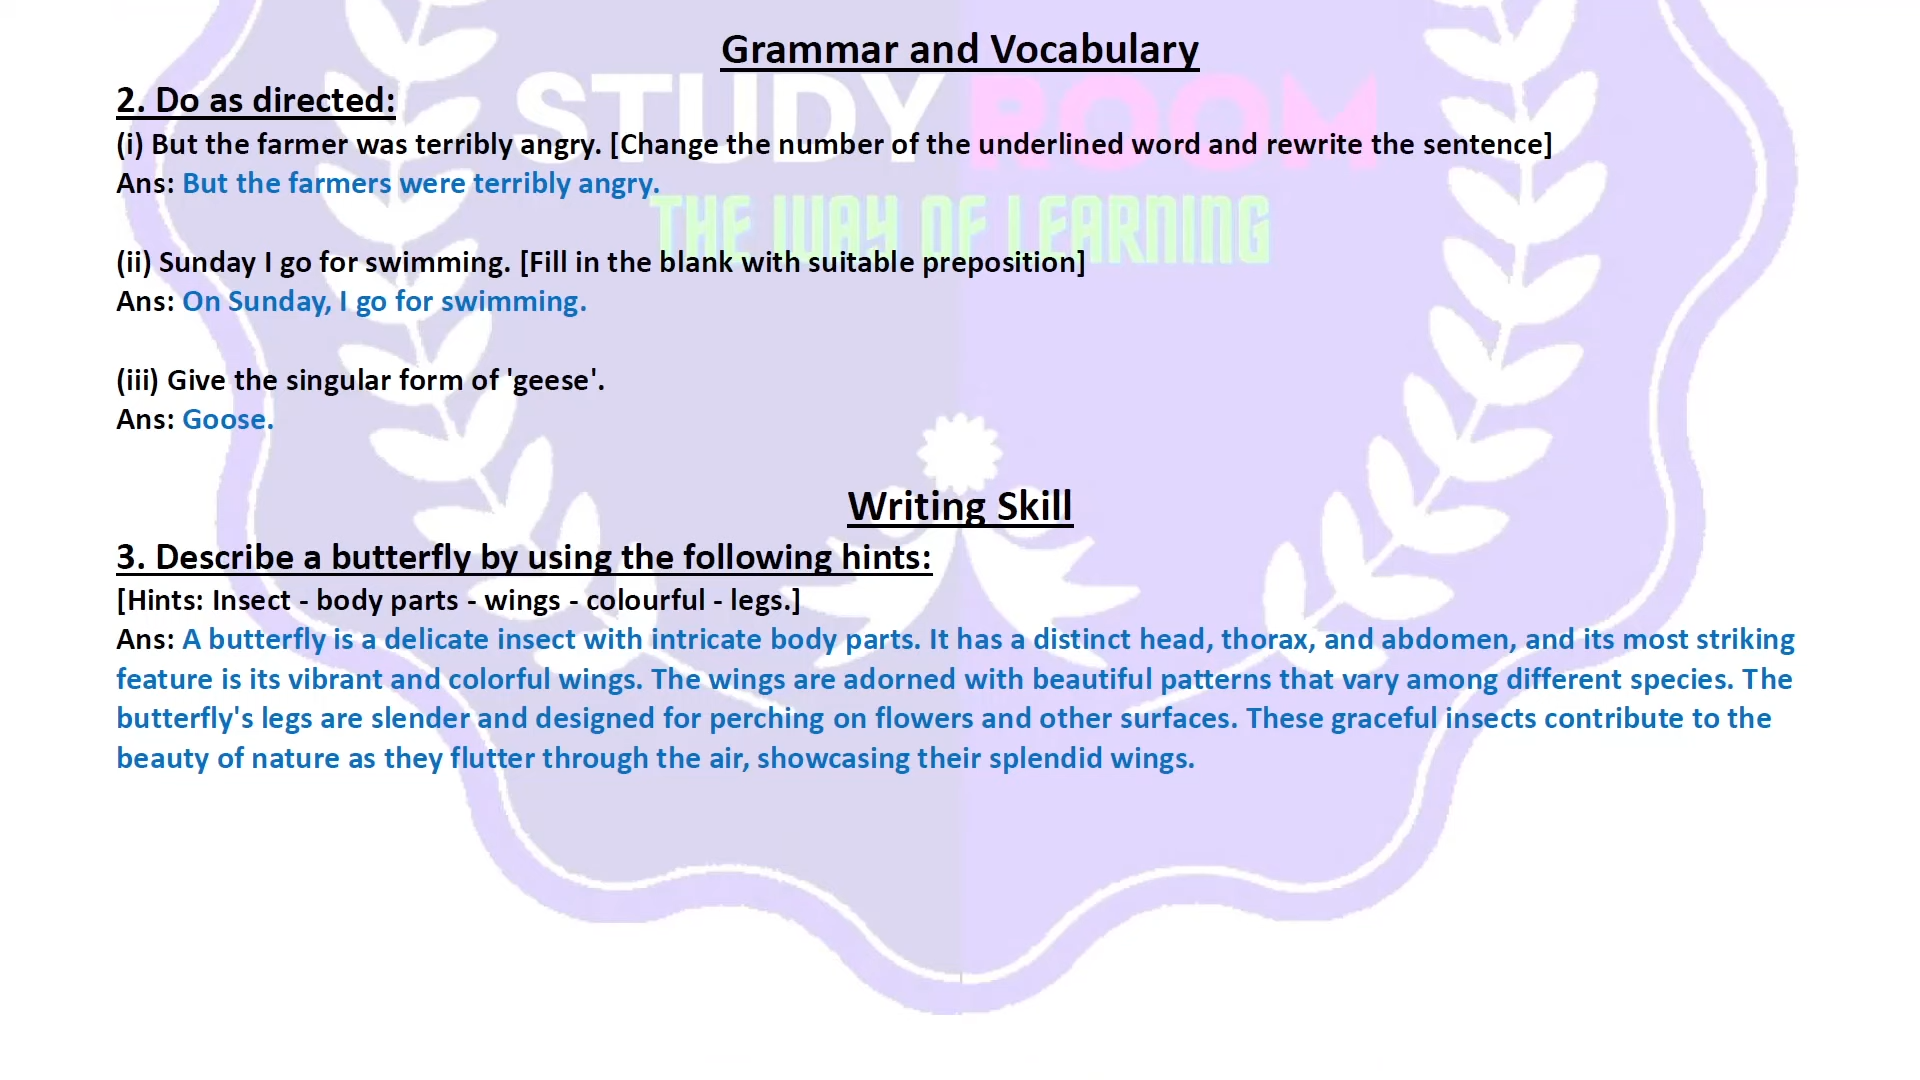 Grammar and Vocabulary
STUDY ROOM
THE WAY OF LEARNING
2. Do as directed:
(i) But the farmer was terribly angry. [Change the number of the underlined word and rewrite the sentence]
Ans: But the farmers were terribly angry.
(ii) Sunday I go for swimming. [Fill in the blank with suitable preposition]
Ans: On Sunday, I go for swimming.
(iii) Give the singular form of 'geese'.
Ans: Goose.
Writing Skill
3. Describe a butterfly by using the following hints:
[Hints: Insect - body parts - wings - colourful - legs.]
Ans: A butterfly is a delicate insect with intricate body parts. It has a distinct head, thorax, and abdomen, and its most striking
feature is its vibrant and colorful wings. The wings are adorned with beautiful patterns that vary among different species. The
butterfly's legs are slender and designed for perching on flowers and other surfaces. These graceful insects contribute to the
beauty of nature as they flutter through the air, showcasing their splendid wings.